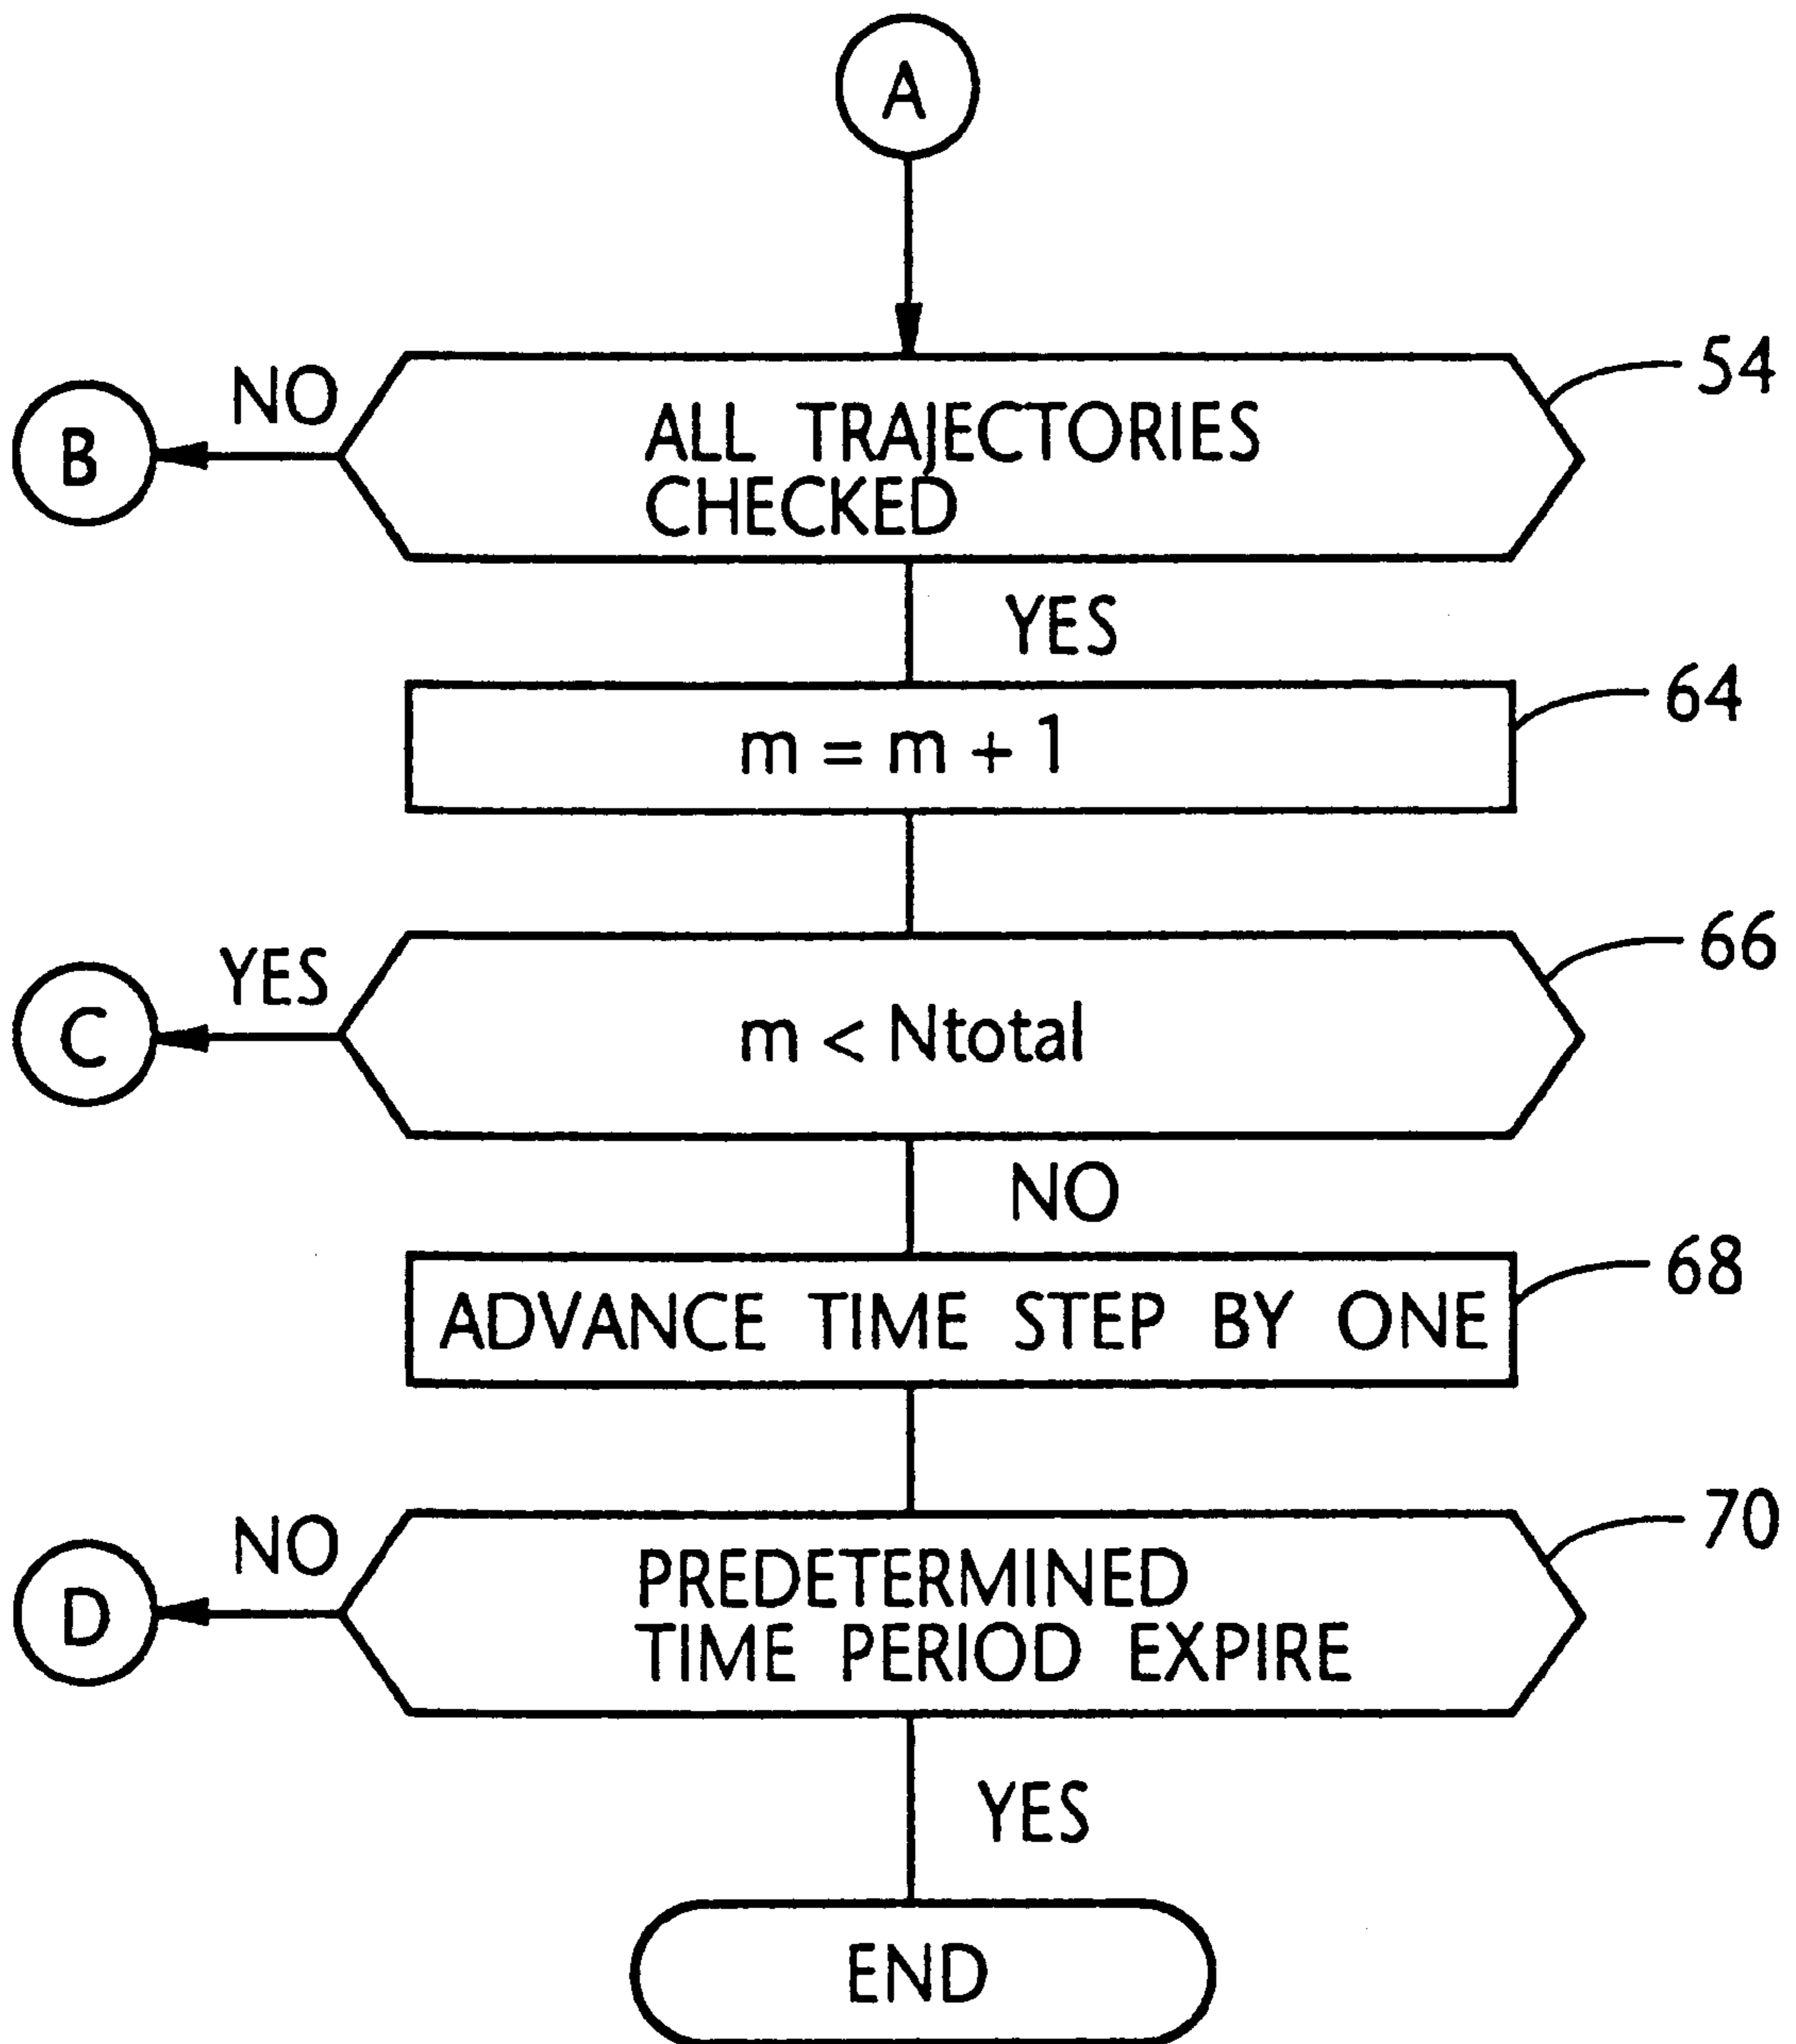 A
54
NO
B
ALL TRAJECTORIES
CHECKED
YES
64
m = m + 1
66
YES
C
m < Ntotal
NO
68
ADVANCE TIME STEP BY ONE
70
NO
D
PREDETERMINED
TIME PERIOD EXPIRE
YES
END